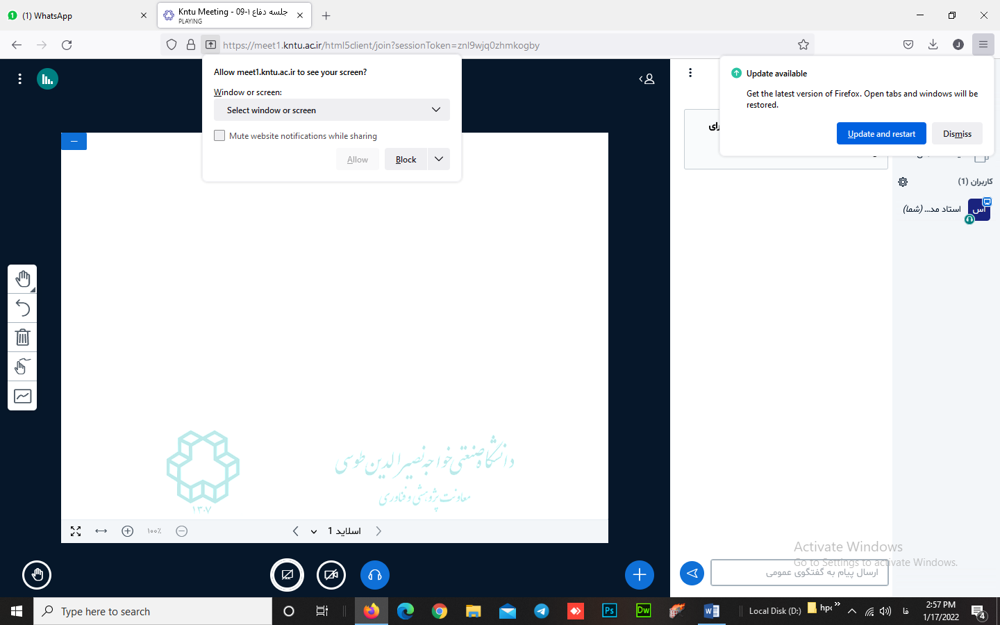 (1) WhatsApp
Kntu Meeting - جلسه دفاع ۱-09
PLAYING
https://meet1.kntu.ac.ir/html5client/join?sessionToken=znl9wjq0zhmkogby
Allow meet1.kntu.ac.ir to see your screen?
Window or screen:
Select window or screen
Mute website notifications while sharing
Allow
Block
Update available
Get the latest version of Firefox. Open tabs and windows will be
restored.
Update and restart
Dismiss
کاربران (1)
اس
استاد مد... (شما)
دانشگاه صنعتی خواجه نصیرالدین طوسی
معاونت پژوهشی و فناوری
۱۳۰۷
۱۰۰٪
اسلاید 1
Activate Windows
Go to Settings to activate Windows.
ارسال پیام به گفتگوی عمومی
Type here to search
Ps
Dw
Local Disk (D:)
hpc
فا
2:57 PM
1/17/2022
4